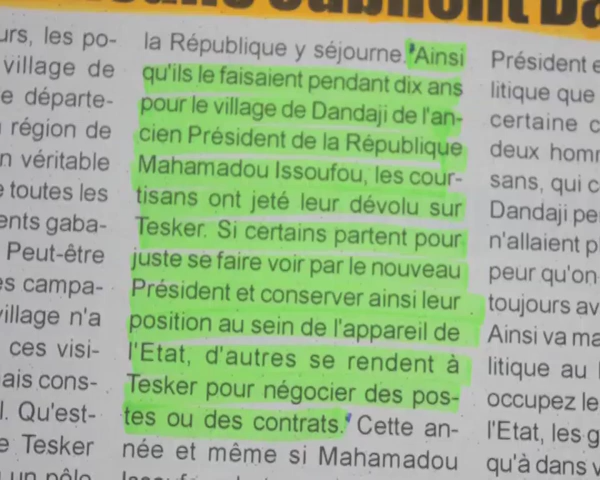 urs, les po-
village de
e départe-
région de
n véritable
e toutes les
ents gaba-
Peut-être
es campa-
village n'a
ces visi-
ais cons-
l. Qu'est-
e Tesker
un pôle
la République y séjourne. Ainsi
qu'ils le faisaient pendant dix ans
pour le village de Dandaji de l'an-
cien Président de la République
Mahamadou Issoufou, les cour-
tisans ont jeté leur dévolu sur
Tesker. Si certains partent pour
juste se faire voir par le nouveau
Président et conserver ainsi leur
position au sein de l'appareil de
l'Etat, d'autres se rendent à
Tesker pour négocier des pos-
tes ou des contrats. Cette an-
née et même si Mahamadou
Président e
litique que
certaine c
deux homm
sans, qui c
Dandaji pe
n'allaient p
peur qu'on
toujours av
Ainsi va ma
litique au
occupez le
l'Etat, les g
qu'à dans v